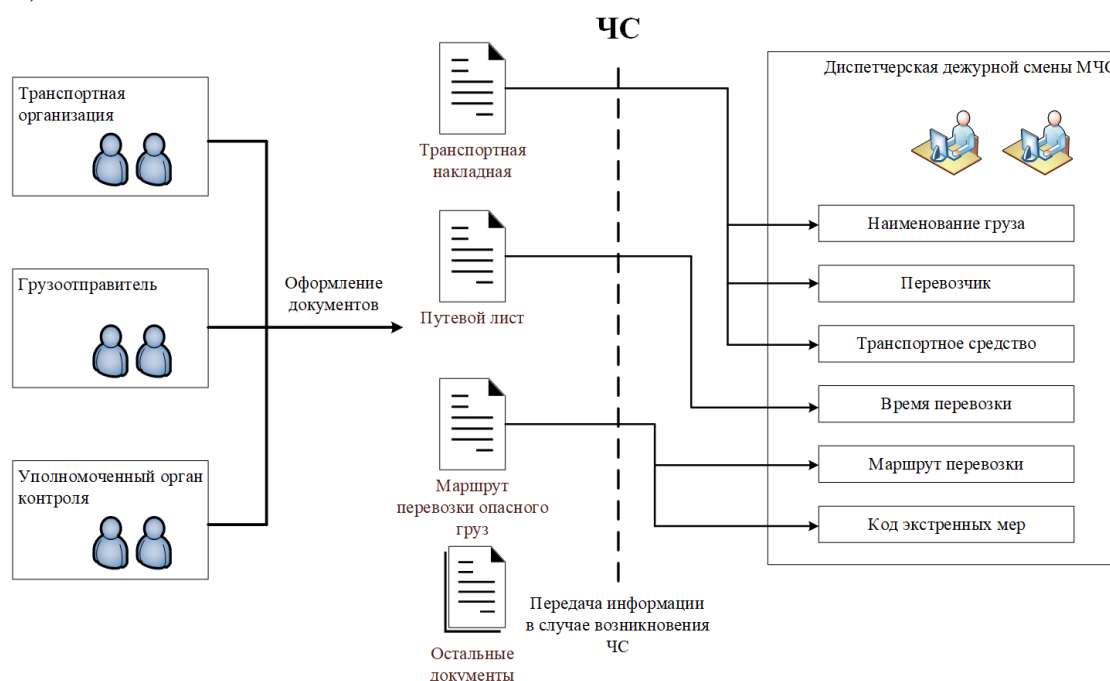 ЧС
Транспортная
организация
Грузоотправитель
Уполномоченный орган
контроля
Оформление
документов
Транспортная
накладная
Путевой лист
Маршрут
перевозки опасного
груз
Остальные
документы
Передача информации
в случае возникновения
ЧС
Диспетчерская дежурной смены МЧС
Наименование груза
Перевозчик
Транспортное средство
Время перевозки
Маршрут перевозки
Код экстренных мер